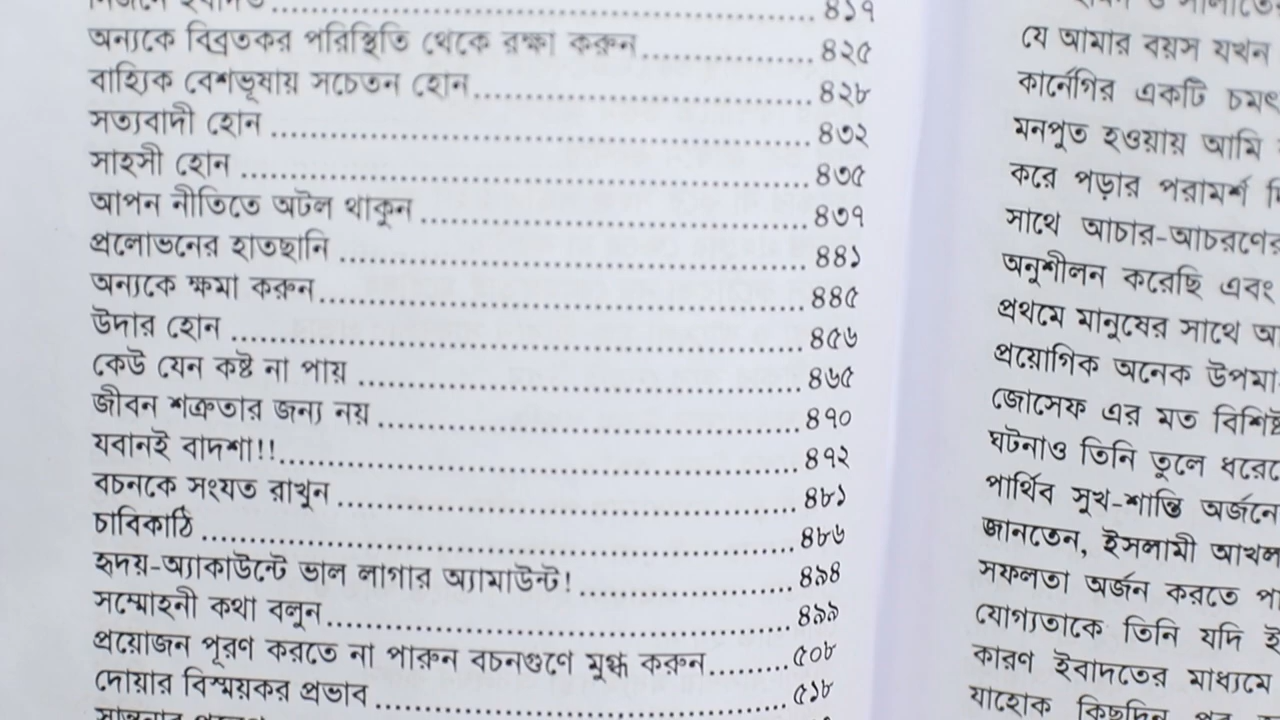 ৪১৭
অন্যকে বিব্রতকর পরিস্থিতি থেকে রক্ষা করুন......................৪২৫
বাহ্যিক বেশভূষায় সচেতন হোন............................................৪২৮
সত্যবাদী হোন ....................................................................৪৩২
সাহসী হোন ........................................................................৪৩৫
আপন নীতিতে অটল থাকুন ..................................................৪৩৭
প্রলোভনের হাতছানি ............................................................৪৪১
অন্যকে ক্ষমা করুন..............................................................৪৪৫
উদার হোন ..........................................................................৪৫৬
কেউ যেন কষ্ট না পায় ..........................................................৪৬৫
জীবন শত্রুতার জন্য নয় ........................................................৪৭০
যবানই বাদশা!!....................................................................৪৭২
বচনকে সংযত রাখুন ............................................................৪৮১
চাবিকাঠি ............................................................................৪৮৬
হৃদয়-অ্যাকাউন্টে ভাল লাগার অ্যামাউন্ট! ............................৪৯৪
সম্মোহনী কথা বলুন..............................................................৪৯৯
প্রয়োজন পূরণ করতে না পারুন বচনগুণে মুগ্ধ করুন.........৫০৮
দোয়ার বিস্ময়কর প্রভাব ......................................................৫১৮
যে আমার বয়স যখন
কার্নেগির একটি
মনপুত হওয়ায় আমি
করে পড়ার পরামর্শ
সাথে আচার-আচরণের
অনুশীলন করেছি এবং
প্রথমে মানুষের সাথে
প্রয়োগিক অনেক উপমা
জোসেফ এর মত
ঘটনাও তিনি তুলে
পার্থিব সুখ-শান্তি অর্জনে
জানতেন, ইসলামী
সফলতা অর্জন করতে
যোগ্যতাকে তিনি যদি
কারণ ইবাদতের মাধ্যমে
যাহোক কিছুদিন